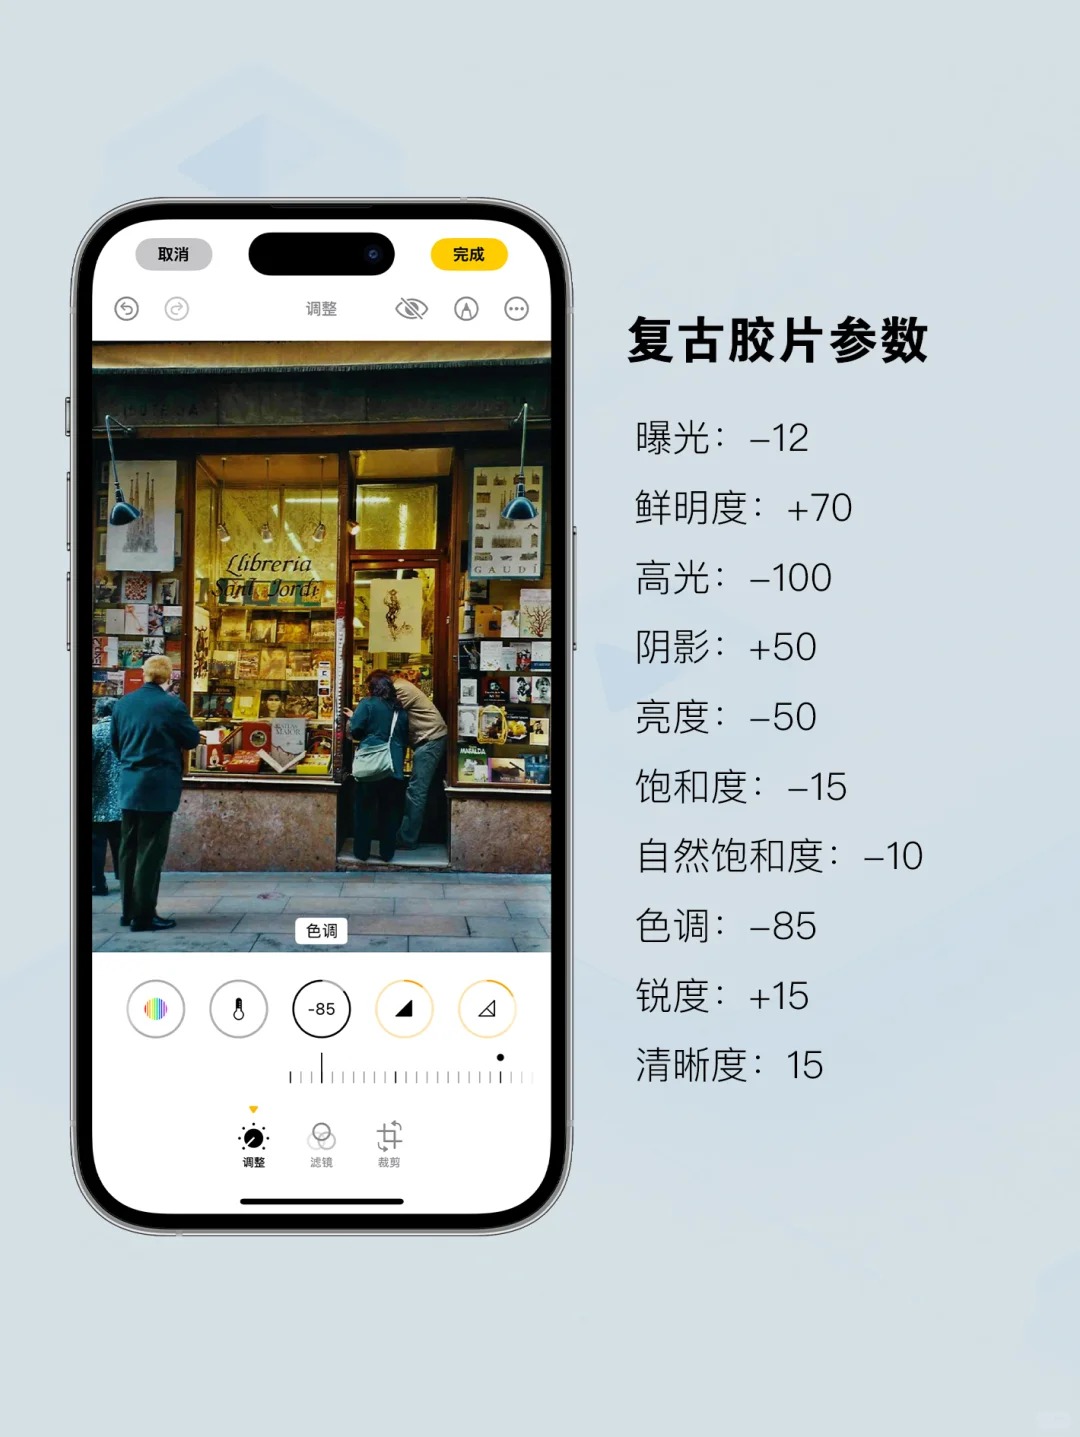 取消
完成
调整
Llibreria
Sant Jordi
GAUDÍ
色调
-85
调整
滤镜
裁剪
复古胶片参数
曝光：-12
鲜明度：+70
高光：-100
阴影：+50
亮度：-50
饱和度：-15
自然饱和度：-10
色调：-85
锐度：+15
清晰度：15